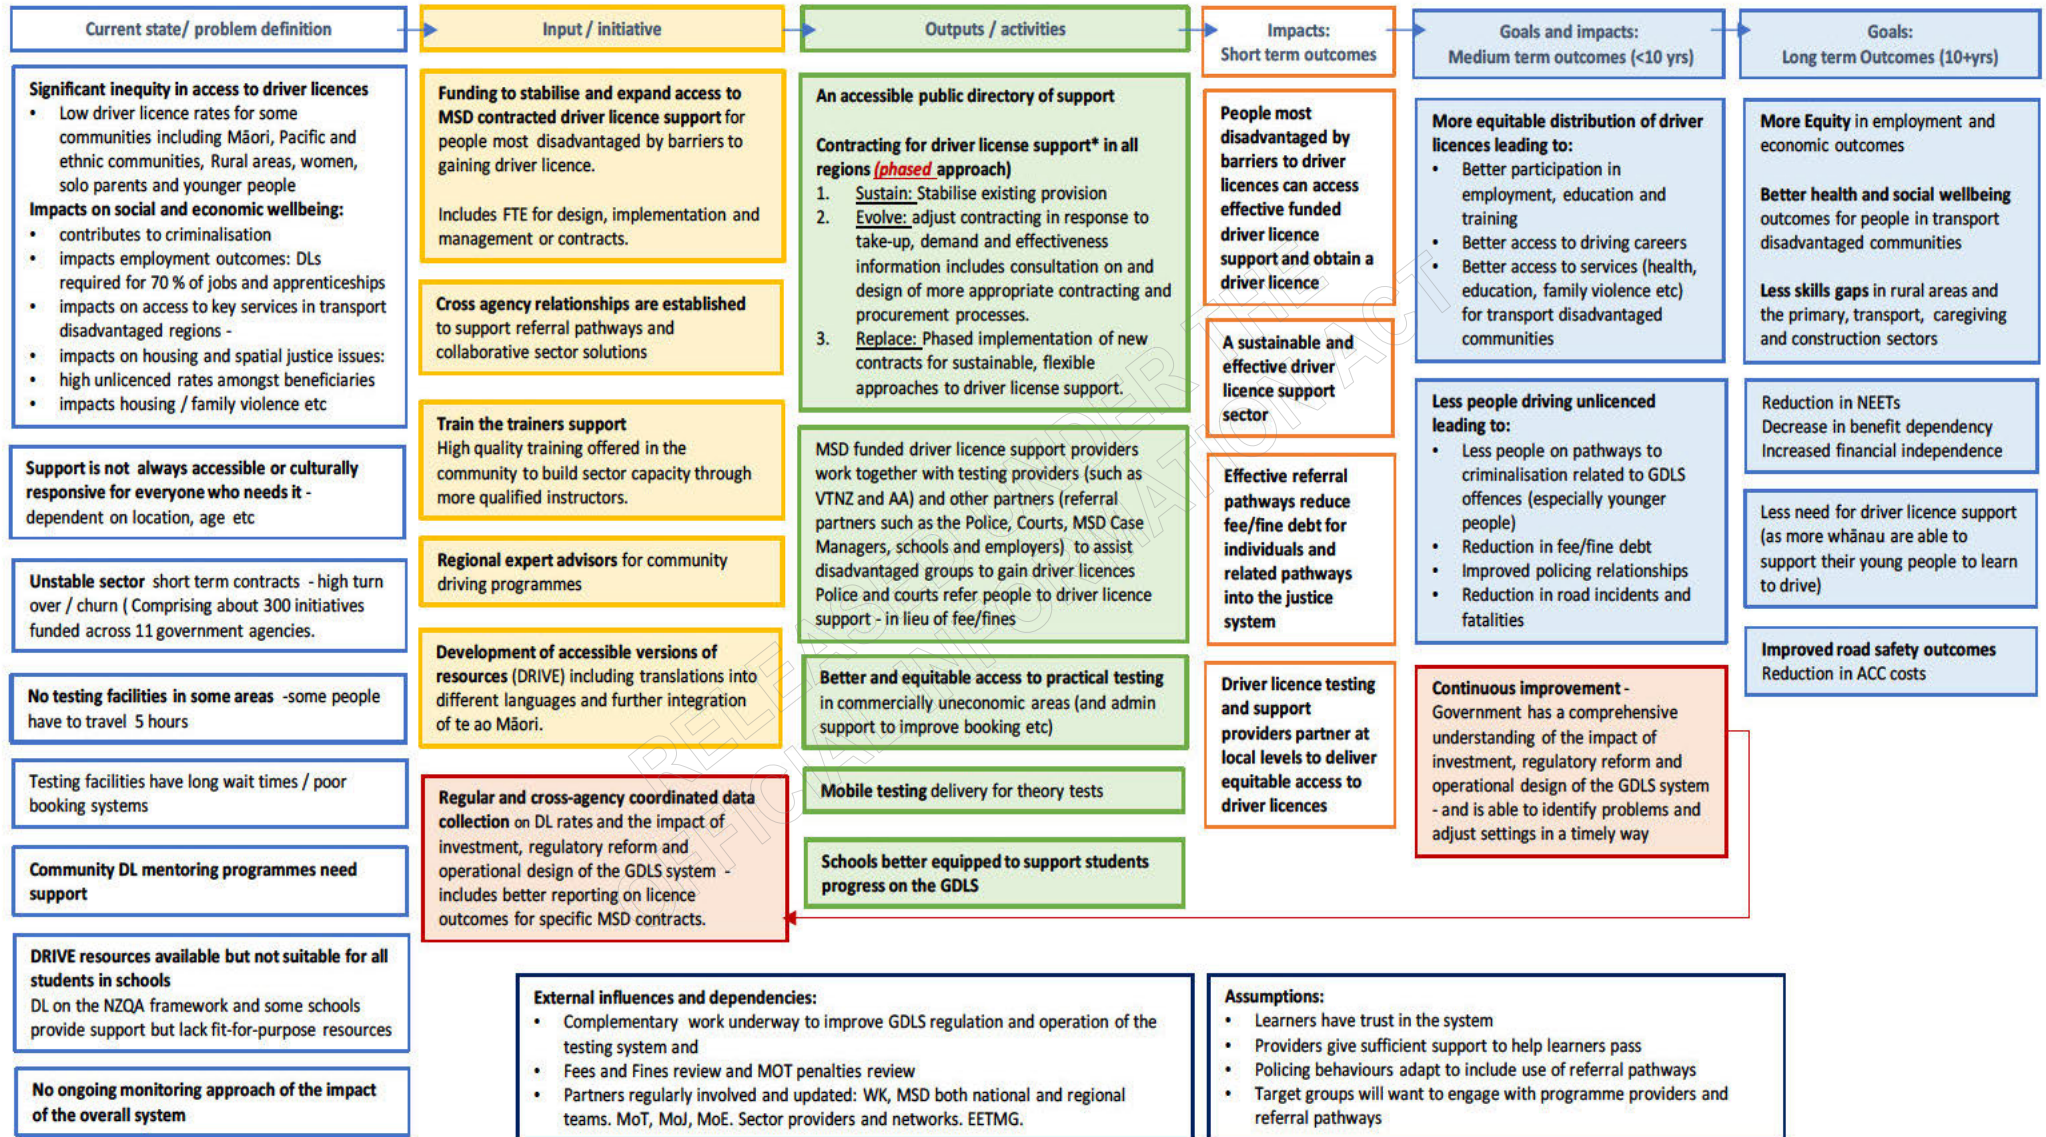 Current state/ problem definition
Input / initiative
Outputs / activities
Impacts:
Short term outcomes
Goals and impacts:
Medium term outcomes (<10 yrs)
Goals:
Long term Outcomes (10+yrs)
Significant inequity in access to driver licences
• Low driver licence rates for some
communities including Māori, Pacific and
ethnic communities, Rural areas, women,
solo parents and younger people
Impacts on social and economic wellbeing:
• contributes to criminalisation
• impacts employment outcomes: DLs
required for 70 % of jobs and apprenticeships
• impacts on access to key services in transport
disadvantaged regions -
• impacts on housing and spatial justice issues:
• high unlicenced rates amongst beneficiaries
• impacts housing / family violence etc
Support is not always accessible or culturally
responsive for everyone who needs it -
dependent on location, age etc
Unstable sector short term contracts - high turn
over / churn ( Comprising about 300 initiatives
funded across 11 government agencies.
No testing facilities in some areas -some people
have to travel 5 hours
Testing facilities have long wait times / poor
booking systems
Community DL mentoring programmes need
support
DRIVE resources available but not suitable for all
students in schools
DL on the NZQA framework and some schools
provide support but lack fit-for-purpose resources
No ongoing monitoring approach of the impact
of the overall system
Funding to stabilise and expand access to
MSD contracted driver licence support for
people most disadvantaged by barriers to
gaining driver licence.
Includes FTE for design, implementation and
management or contracts.
Cross agency relationships are established
to support referral pathways and
collaborative sector solutions
Train the trainers support
High quality training offered in the
community to build sector capacity through
more qualified instructors.
Regional expert advisors for community
driving programmes
Development of accessible versions of
resources (DRIVE) including translations into
different languages and further integration
of te ao Māori.
Regular and cross-agency coordinated data
collection on DL rates and the impact of
investment, regulatory reform and
operational design of the GDLS system -
includes better reporting on licence
outcomes for specific MSD contracts.
An accessible public directory of support
Contracting for driver license support* in all
regions (phased approach)
1. Sustain: Stabilise existing provision
2. Evolve: adjust contracting in response to
take-up, demand and effectiveness
information includes consultation on and
design of more appropriate contracting and
procurement processes.
3. Replace: Phased implementation of new
contracts for sustainable, flexible
approaches to driver license support.
MSD funded driver licence support providers
work together with testing providers (such as
VTNZ and AA) and other partners (referral
partners such as the Police, Courts, MSD Case
Managers, schools and employers) to assist
disadvantaged groups to gain driver licences
Police and courts refer people to driver licence
support - in lieu of fee/fines
Better and equitable access to practical testing
in commercially uneconomic areas (and admin
support to improve booking etc)
Mobile testing delivery for theory tests
Schools better equipped to support students
progress on the GDLS
People most
disadvantaged by
barriers to driver
licences can access
effective funded
driver licence
support and obtain a
driver licence
A sustainable and
effective driver
licence support
sector
Effective referral
pathways reduce
fee/fine debt for
individuals and
related pathways
into the justice
system
Driver licence testing
and support
providers partner at
local levels to deliver
equitable access to
driver licences
More equitable distribution of driver
licences leading to:
• Better participation in
employment, education and
training
• Better access to driving careers
• Better access to services (health,
education, family violence etc)
for transport disadvantaged
communities
Less people driving unlicenced
leading to:
• Less people on pathways to
criminalisation related to GDLS
offences (especially younger
people)
• Reduction in fee/fine debt
• Improved policing relationships
• Reduction in road incidents and
fatalities
Continuous improvement -
Government has a comprehensive
understanding of the impact of
investment, regulatory reform and
operational design of the GDLS system
- and is able to identify problems and
adjust settings in a timely way
More Equity in employment and
economic outcomes
Better health and social wellbeing
outcomes for people in transport
disadvantaged communities
Less skills gaps in rural areas and
the primary, transport, caregiving
and construction sectors
Reduction in NEETs
Decrease in benefit dependency
Increased financial independence
Less need for driver licence support
(as more whānau are able to
support their young people to learn
to drive)
Improved road safety outcomes
Reduction in ACC costs
External influences and dependencies:
• Complementary work underway to improve GDLS regulation and operation of the
testing system and
• Fees and Fines review and MOT penalties review
• Partners regularly involved and updated: WK, MSD both national and regional
teams. MoT, MoJ, MoE. Sector providers and networks. EETMG.
Assumptions:
• Learners have trust in the system
• Providers give sufficient support to help learners pass
• Policing behaviours adapt to include use of referral pathways
• Target groups will want to engage with programme providers and
referral pathways
RELEASED UNDER THE
OFFICIAL INFORMATION ACT